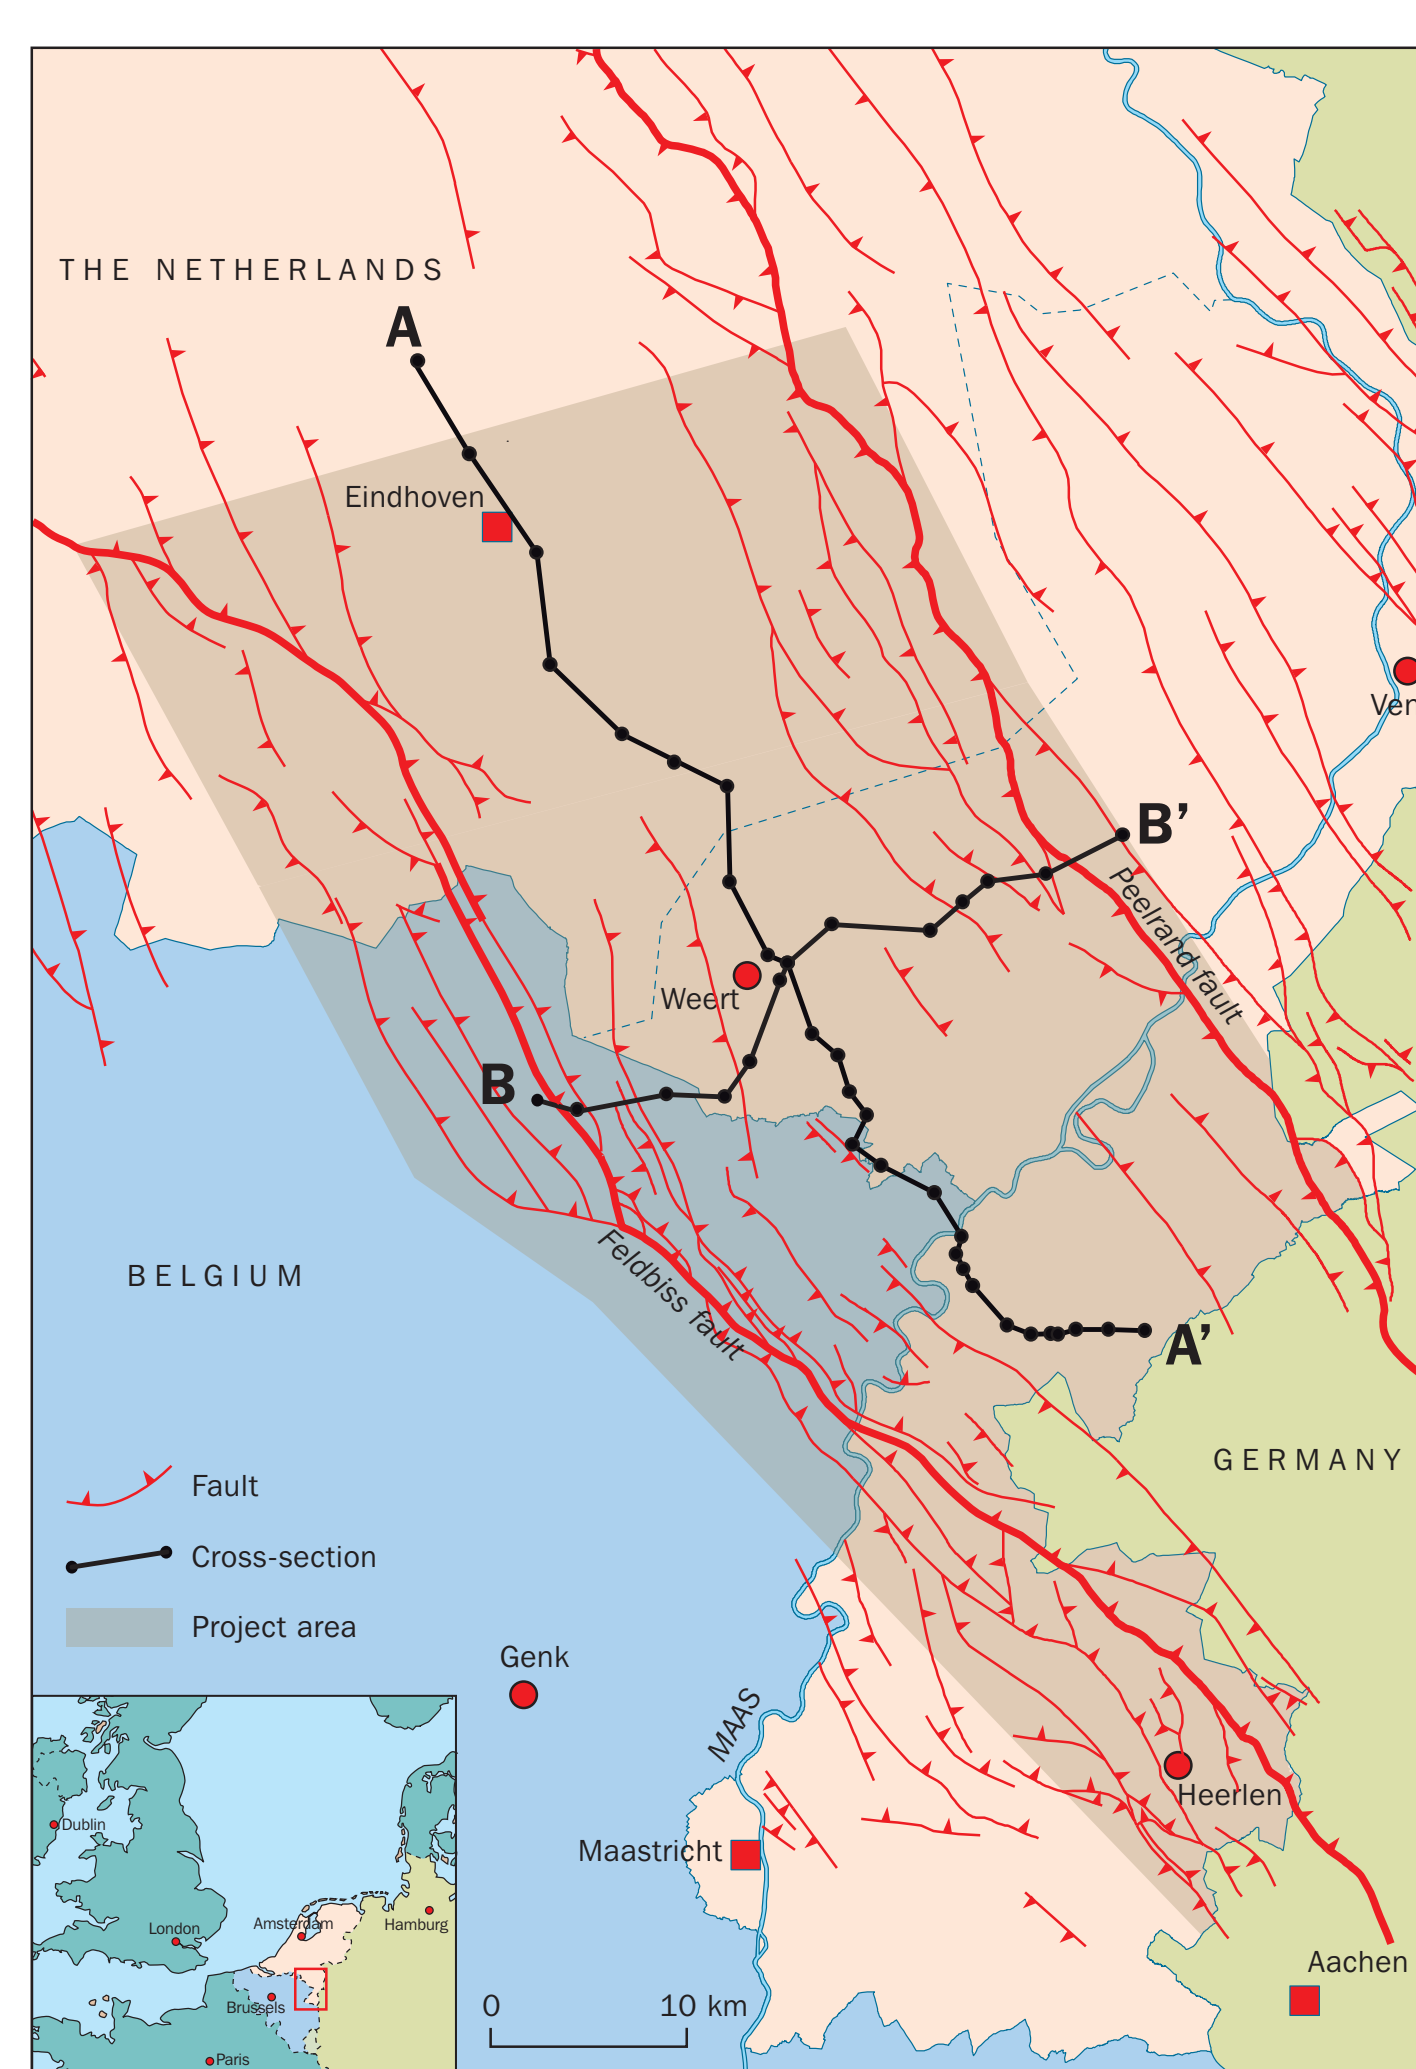 THE NETHERLANDS
A
Eindhoven
Ven
B'
Peelrand fault
Weert
B
Feldbiss fault
BELGIUM
A'
GERMANY
Fault
Cross-section
Project area
Genk
MAAS
Heerlen
Maastricht
Aachen
0 10 km
Dublin
London
Amsterdam
Hamburg
Brussels
Paris